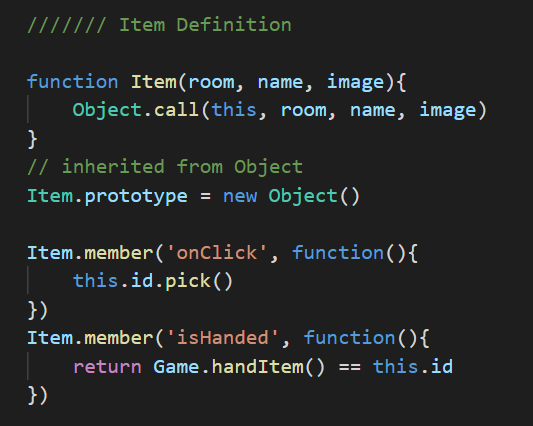 /////// Item Definition
function Item(room, name, image){
    Object.call(this, room, name, image)
}
// inherited from Object
Item.prototype = new Object()
Item.member('onClick', function(){
    this.id.pick()
})
Item.member('isHanded', function(){
    return Game.handItem() == this.id
})